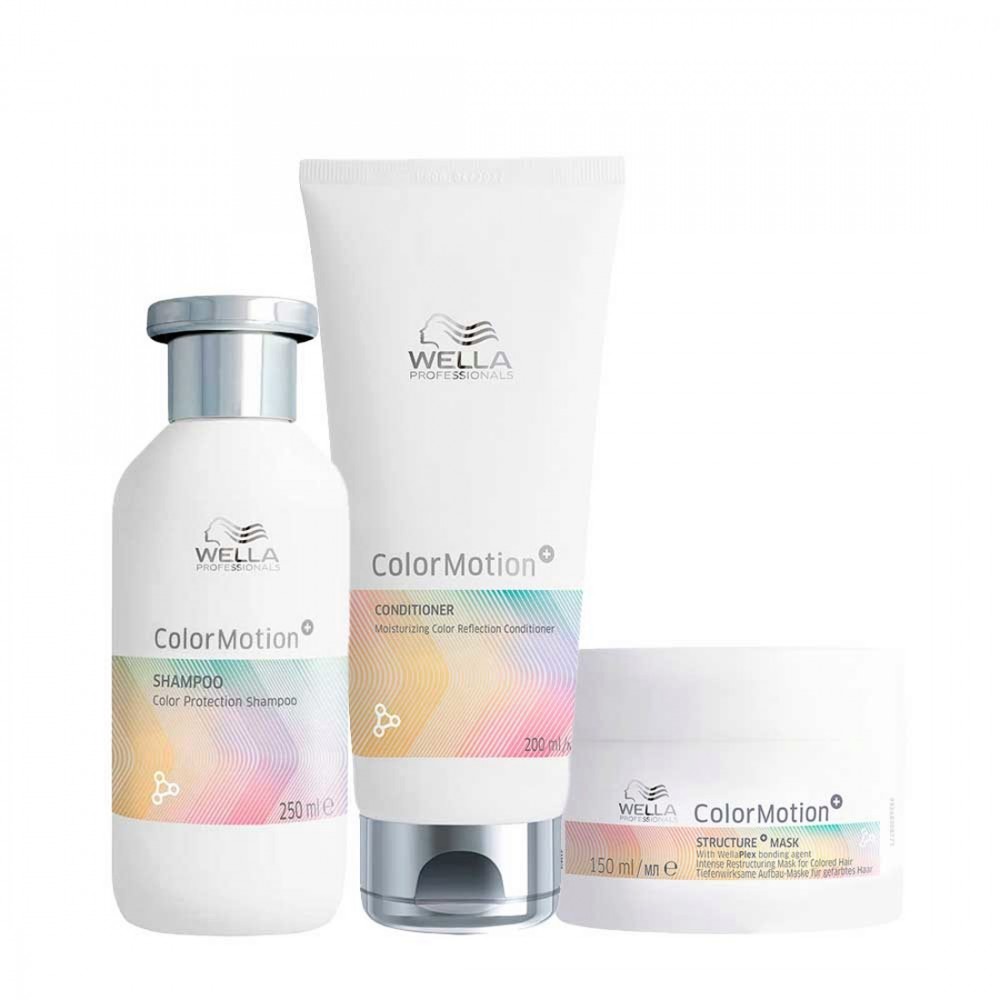 WELLA
PROFESSIONALS
ColorMotion+
SHAMPOO
Color Protection Shampoo
250 ml e
WELLA
PROFESSIONALS
ColorMotion+
CONDITIONER
Moisturizing Color Reflection Conditioner
200 ml
WELLA
PROFESSIONALS
ColorMotion+
STRUCTURE+ MASK
With WellaPlex bonding agent
Intense Restructuring Mask for Colored Hair
Tiefenwirksame Aufbau-Maske für gefärbtes Haar
150 ml/мл e